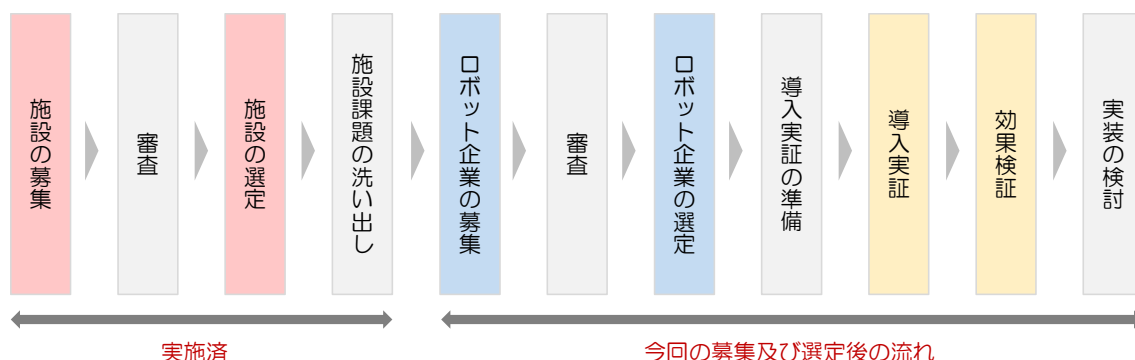 施設の募集
審査
施設の選定
施設課題の洗い出し
ロボット企業の募集
審査
ロボット企業の選定
導入実証の準備
導入実証
効果検証
実装の検討
実施済
今回の募集及び選定後の流れ